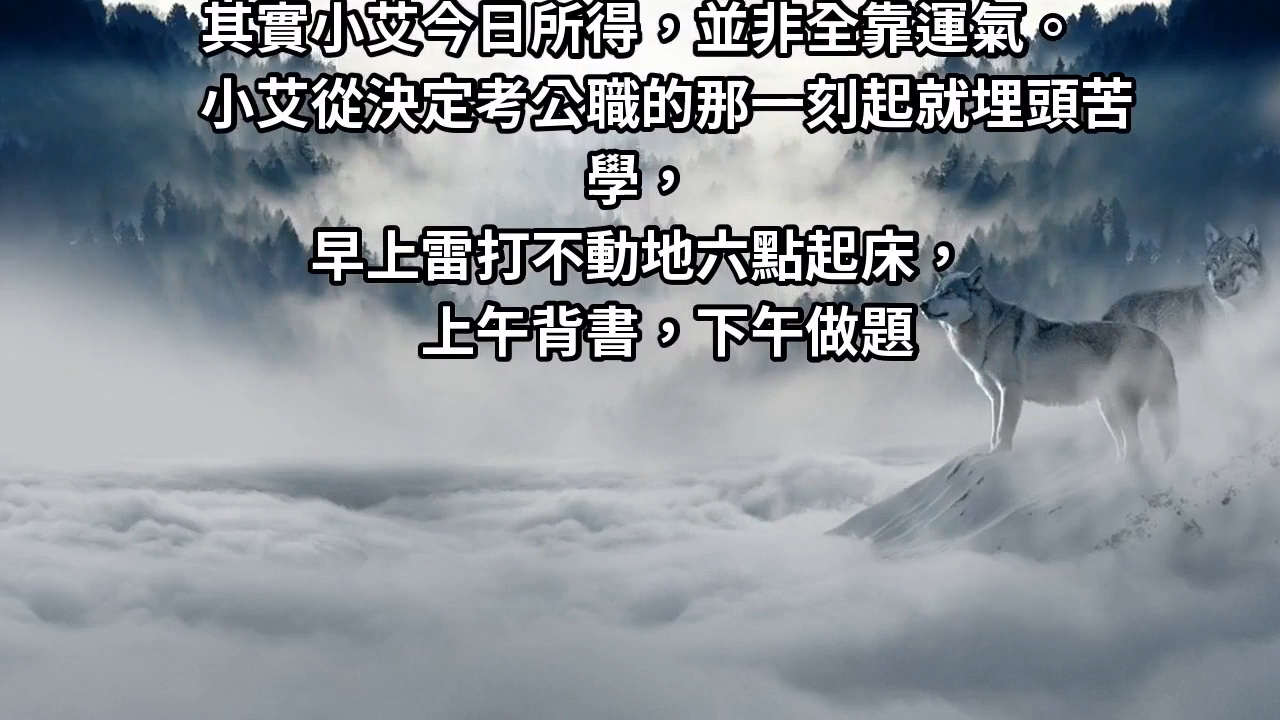 其實小艾今日所得，並非全靠運氣。
小艾從決定考公職的那一刻起就埋頭苦
學，
早上雷打不動地六點起床，
上午背書，下午做題